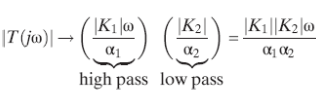 |T(jω)| → (|K₁|ω / α₁) (|K₂| / α₂) = |K₁||K₂|ω / α₁α₂
high pass low pass